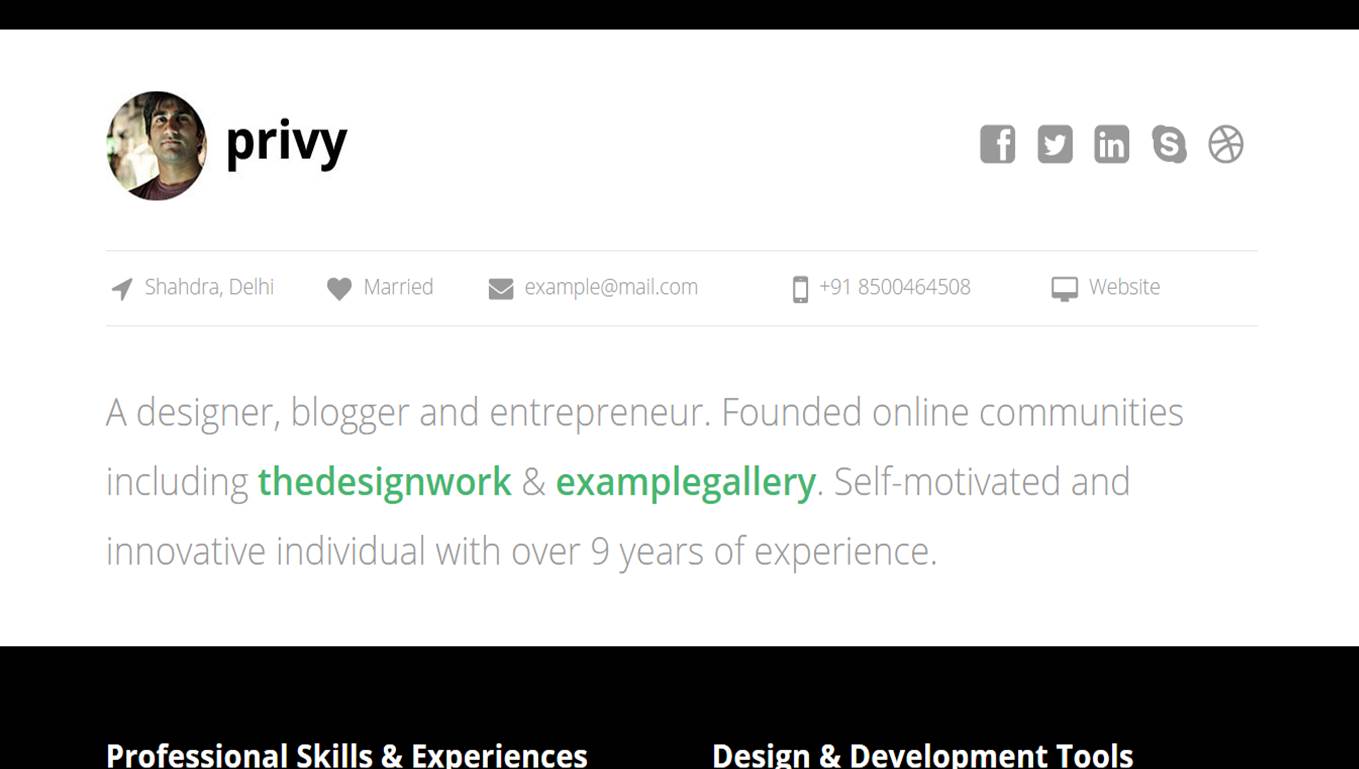 privy
Shahdra, Delhi Married example@mail.com +91 8500464508 Website
A designer, blogger and entrepreneur. Founded online communities
including thedesignwork & examplegallery. Self-motivated and
innovative individual with over 9 years of experience.
Professional Skills & Experiences Design & Development Tools